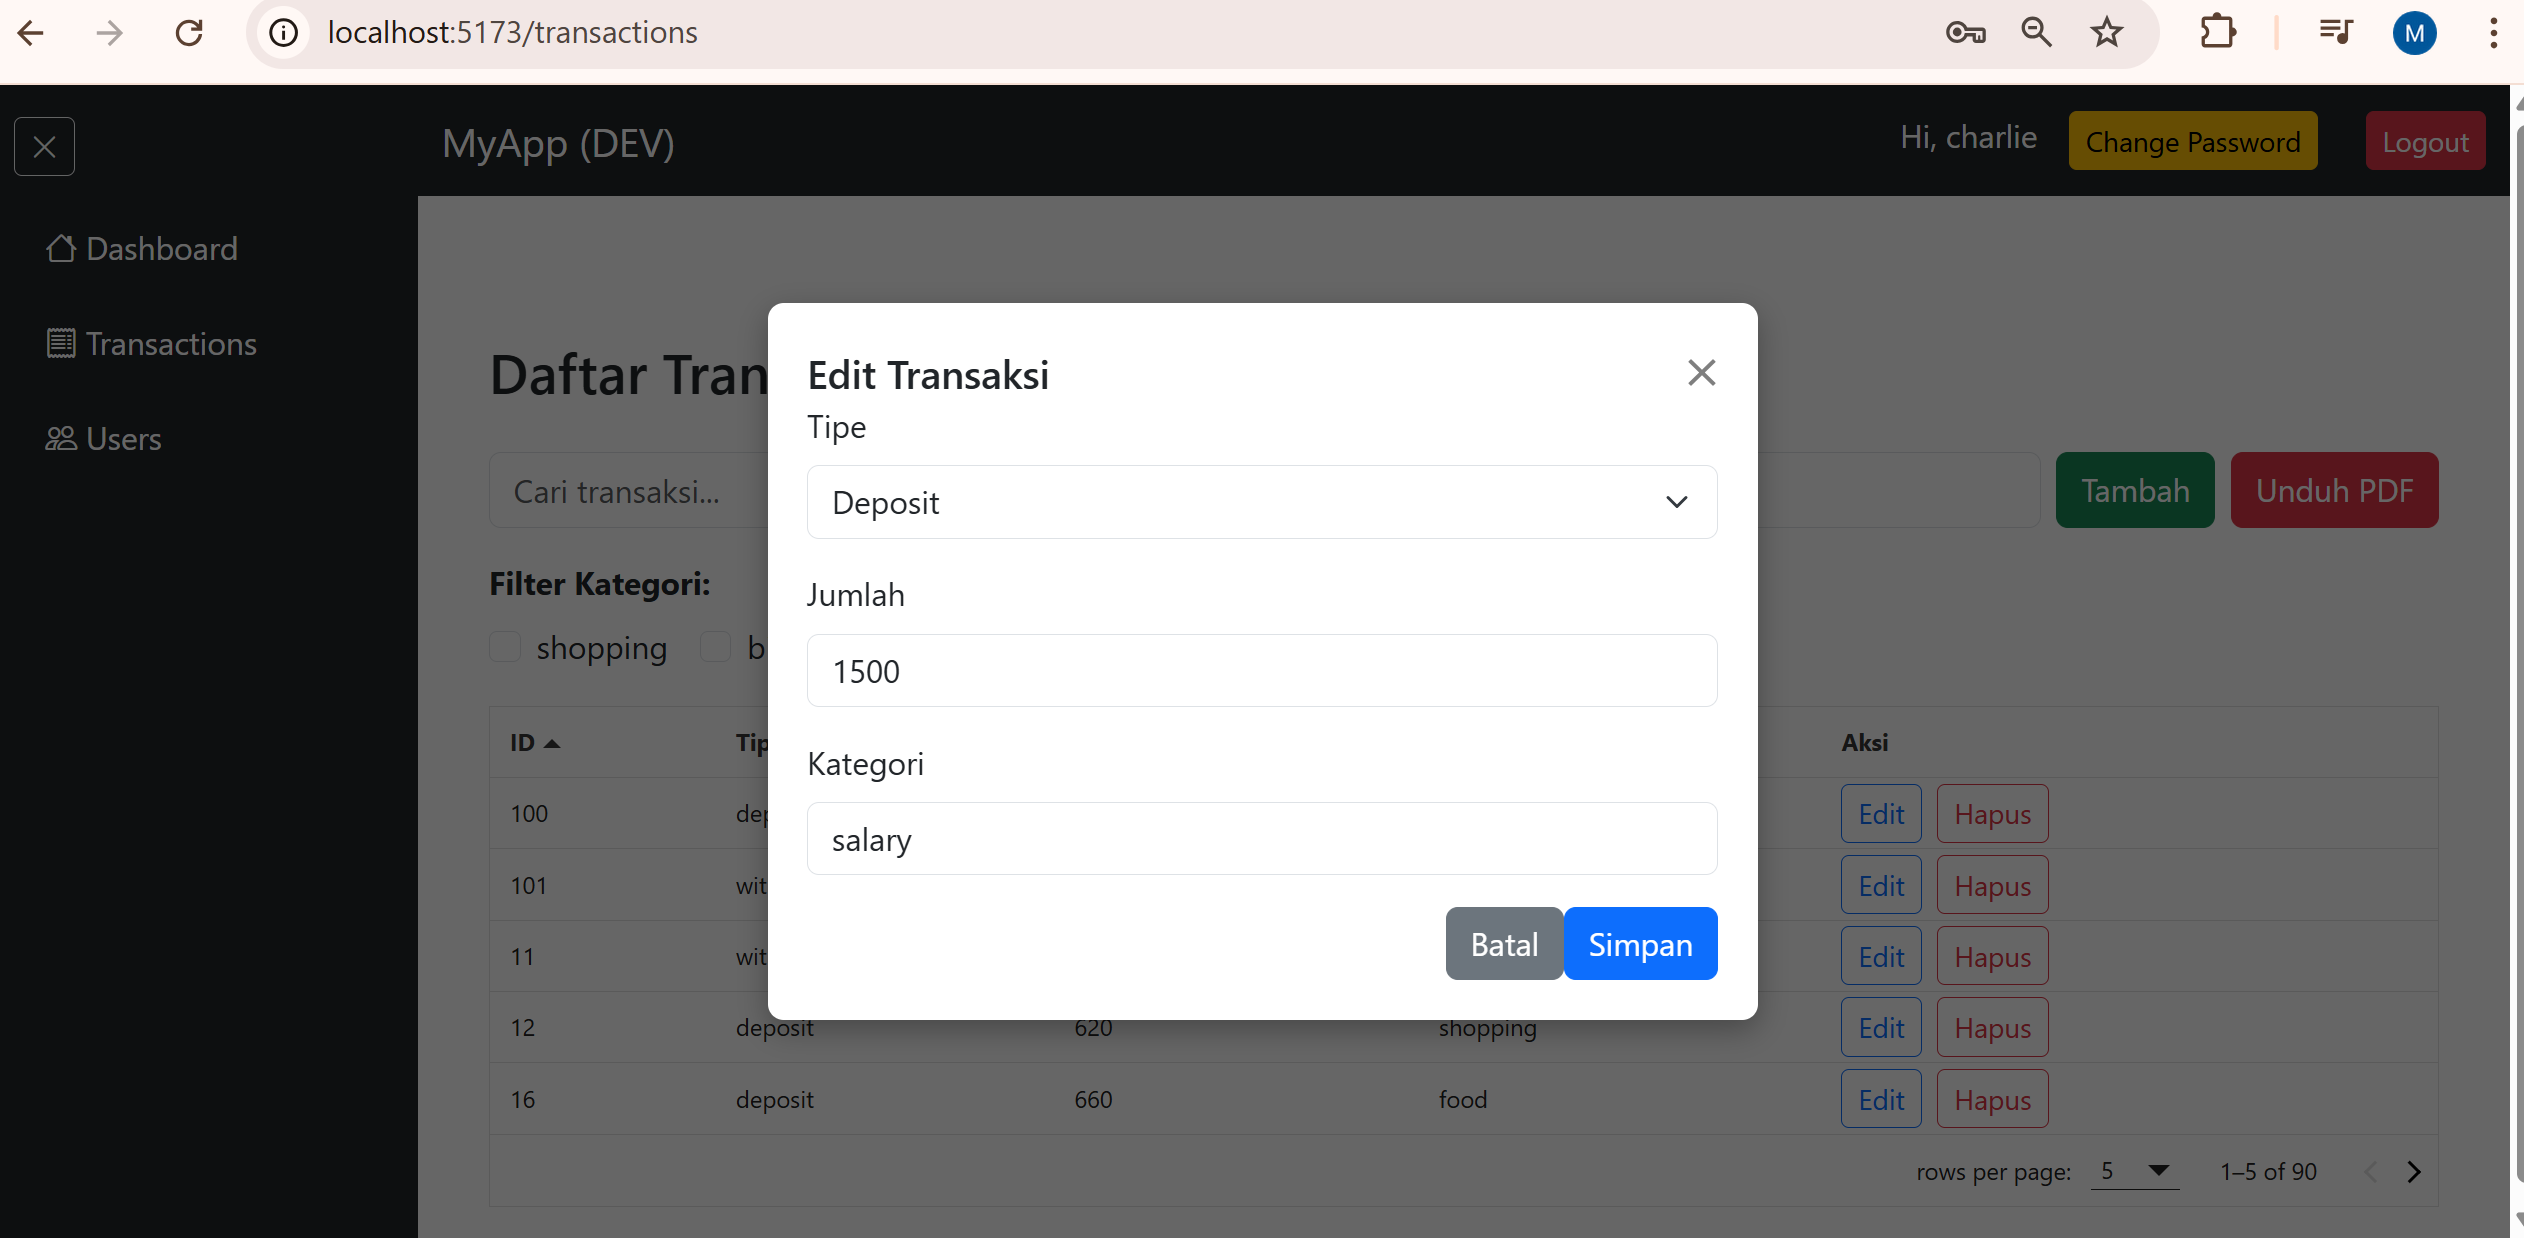 localhost:5173/transactions
M
MyApp (DEV)
Hi, charlie
Change Password
Logout
Dashboard
Transactions
Users
Daftar Tran
Cari transaksi...
Tambah
Unduh PDF
Filter Kategori:
shopping
b
Edit Transaksi
Tipe
Deposit
Jumlah
1500
Kategori
salary
Batal
Simpan
ID
Tip
Aksi
100
dep
Edit
Hapus
101
wit
Edit
Hapus
11
wit
Edit
Hapus
12
deposit
620
shopping
Edit
Hapus
16
deposit
660
food
Edit
Hapus
rows per page:
5
1–5 of 90